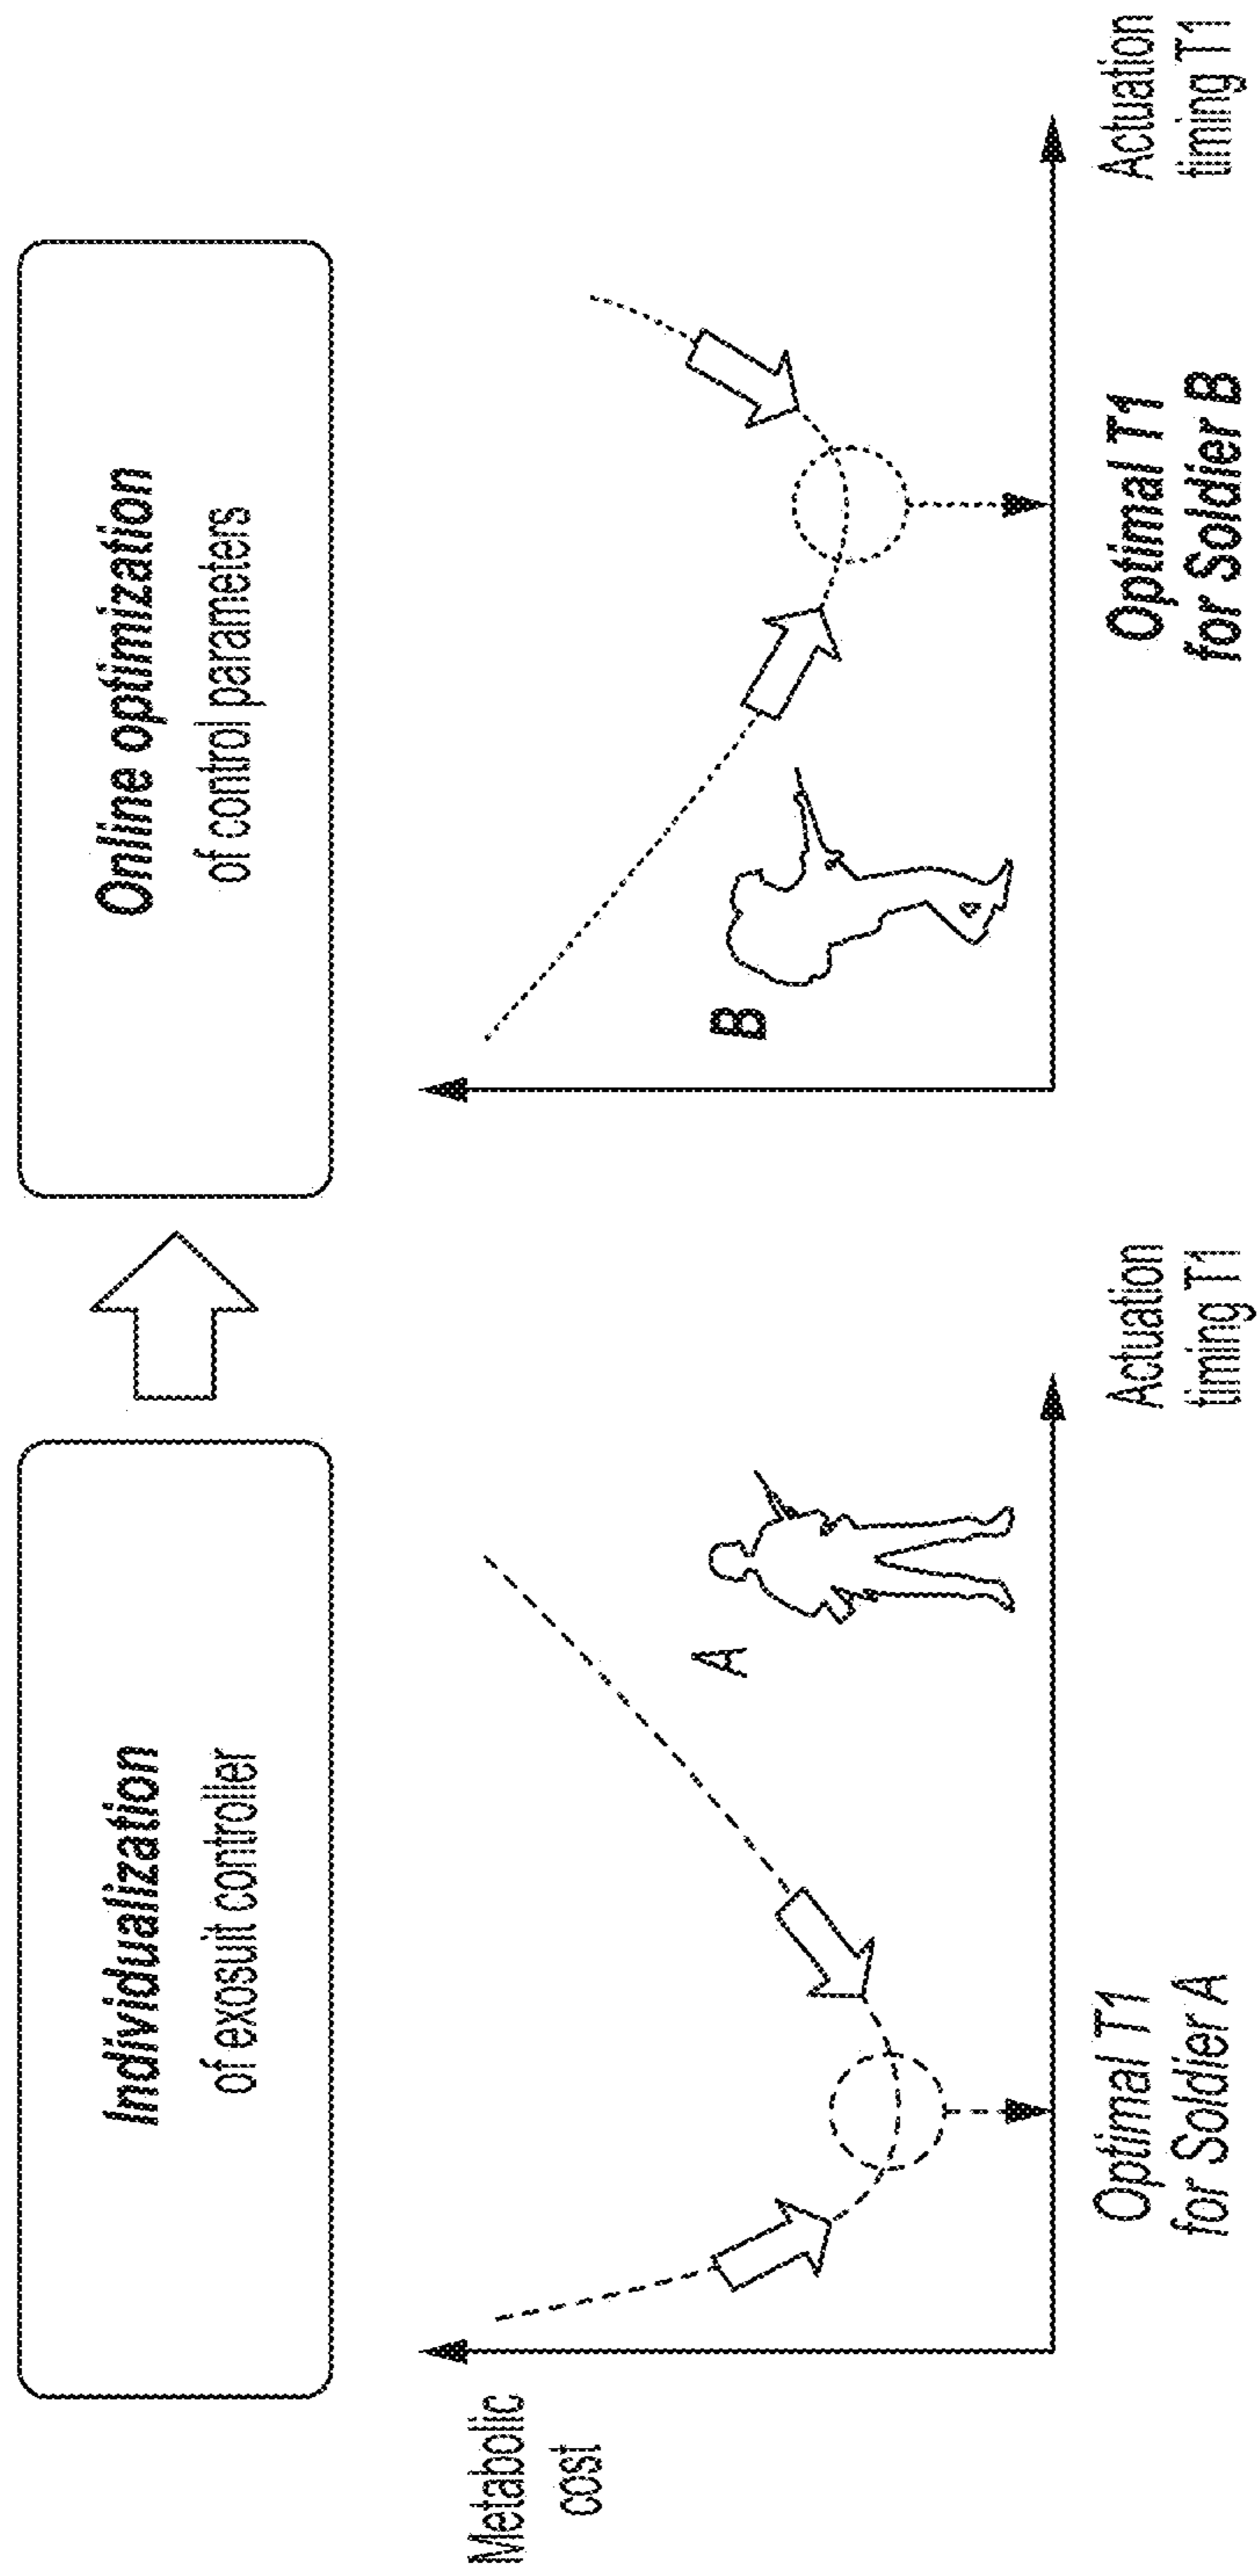 Individualization
of exosuit controller
Online optimization
of control parameters
Metabolic
cost
A
Optimal T1
for Soldier A
Actuation
timing T1
B
Optimal T1
for Soldier B
Actuation
timing T1